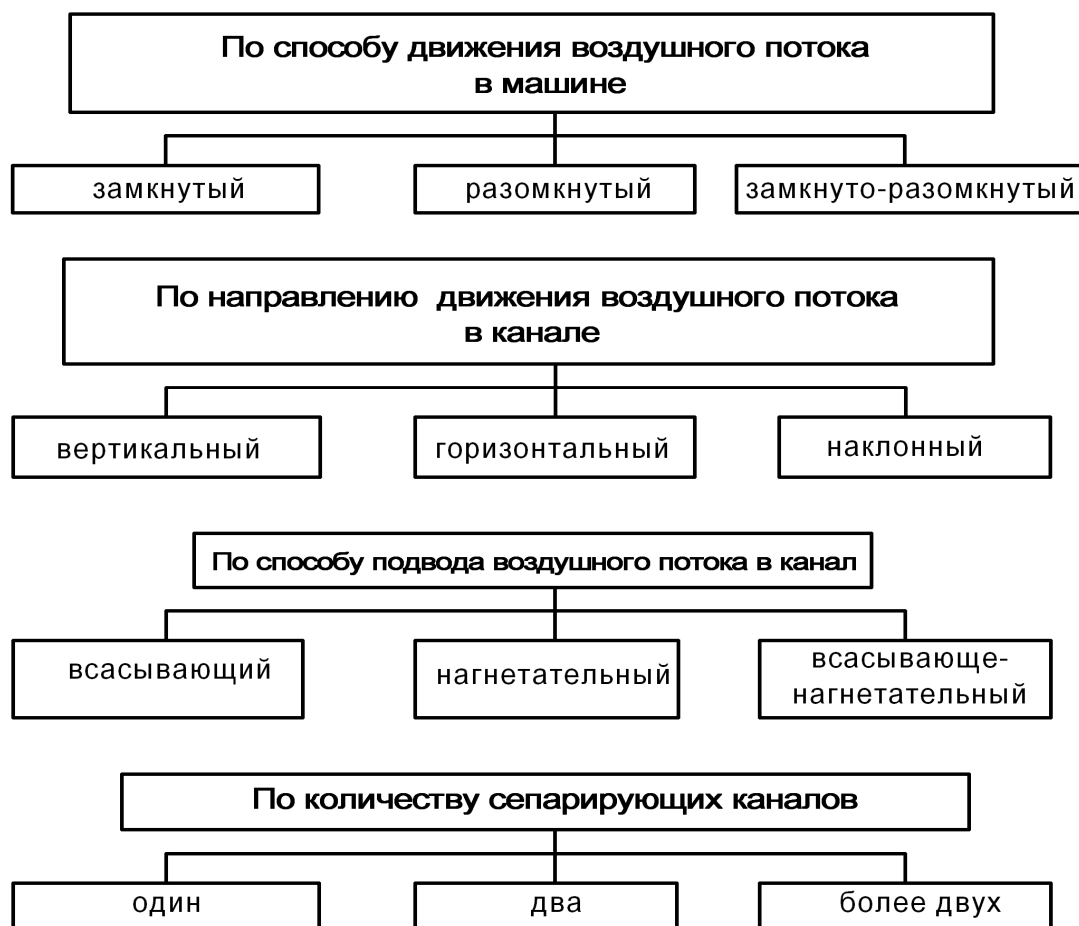 По способу движения воздушного потока
в машине
замкнутый
разомкнутый
замкнуто-разомкнутый
По направлению движения воздушного потока
в канале
вертикальный
горизонтальный
наклонный
По способу подвода воздушного потока в канал
всасывающий
нагнетательный
всасывающе-
нагнетательный
По количеству сепарирующих каналов
один
два
более двух